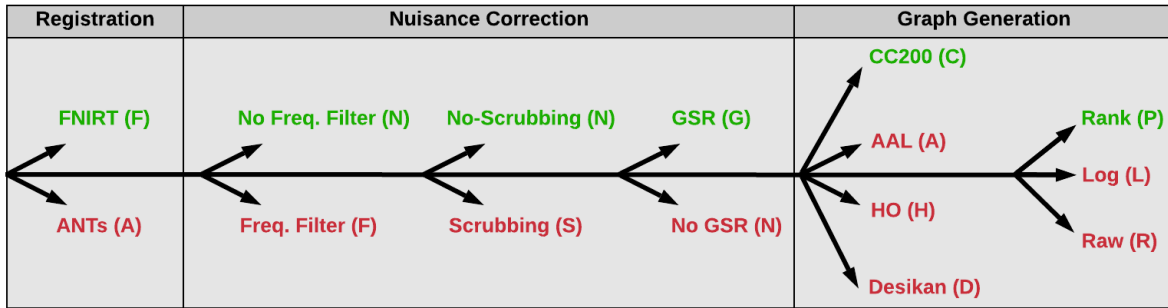 Registration
Nuisance Correction
Graph Generation
CC200 (C)
FNIRT (F)
No Freq. Filter (N)
No-Scrubbing (N)
GSR (G)
Rank (P)
AAL (A)
Log (L)
ANTs (A)
Freq. Filter (F)
Scrubbing (S)
No GSR (N)
HO (H)
Raw (R)
Desikan (D)